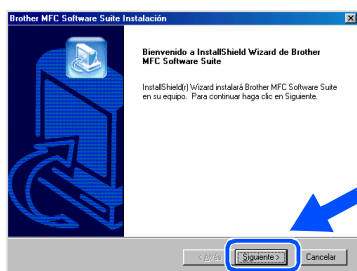 Brother MFC Software Suite Instalación
Bienvenido a InstallShield Wizard de Brother
MFC Software Suite
InstallShield(r) Wizard instalará Brother MFC Software Suite
en su equipo. Para continuar haga clic en Siguiente.
< Atrás
Siguiente >
Cancelar